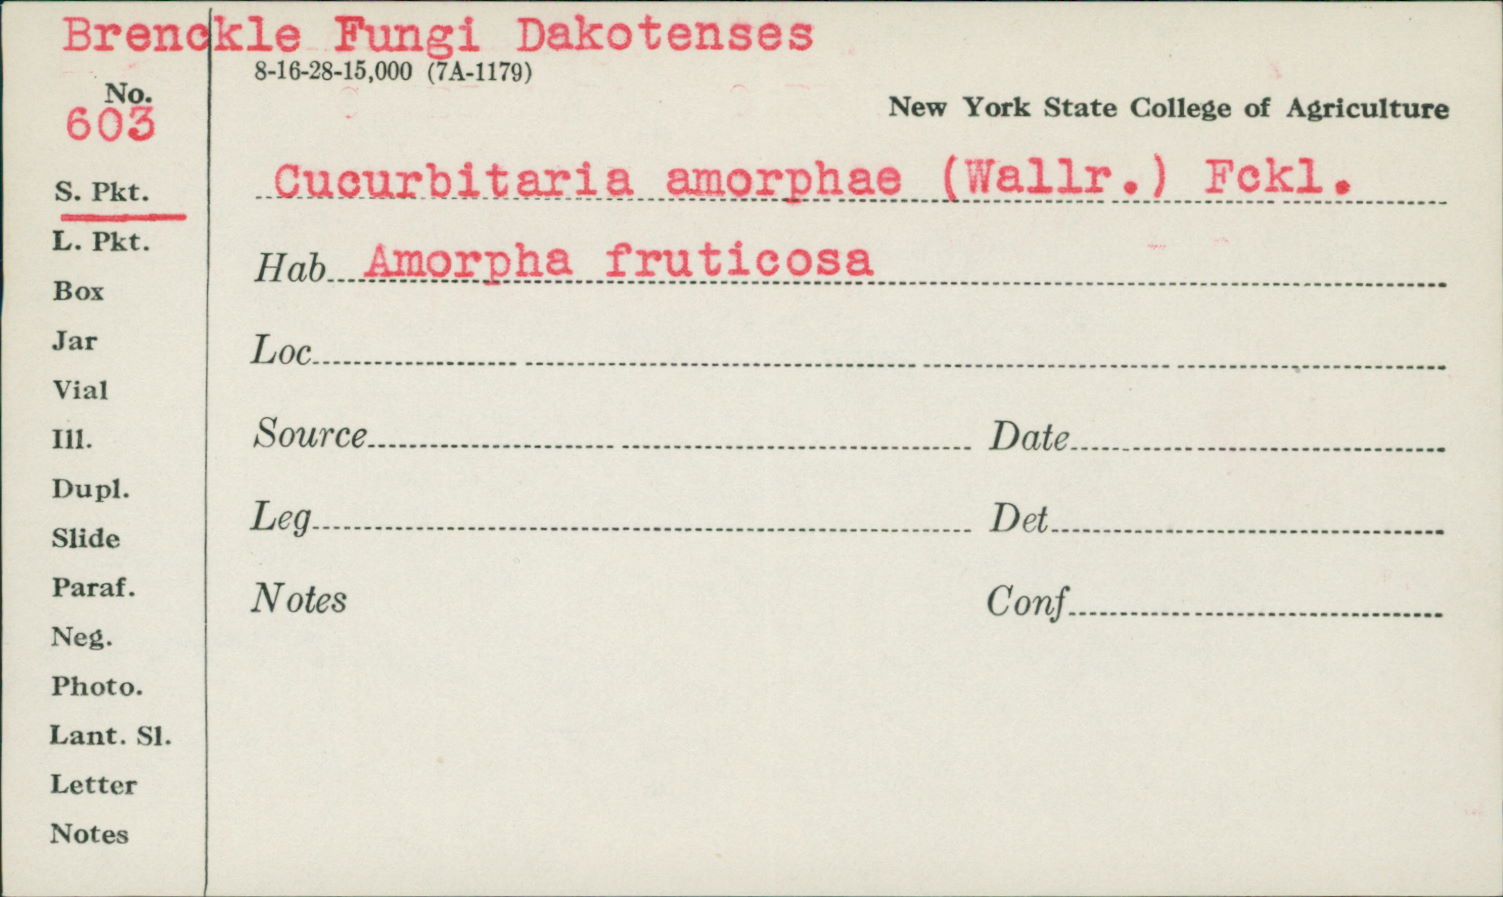 Brenckle Fungi Dakotenses
8-16-28-15,000 (7A-1179)
No.
603
New York State College of Agriculture
Cucurbitaria amorphae (Wallr.) Fckl.
Hab Amorpha fruticosa
Loc
Source Date
Leg Det
Notes Conf
S. Pkt.
L. Pkt.
Box
Jar
Vial
Ill.
Dupl.
Slide
Paraf.
Neg.
Photo.
Lant. Sl.
Letter
Notes